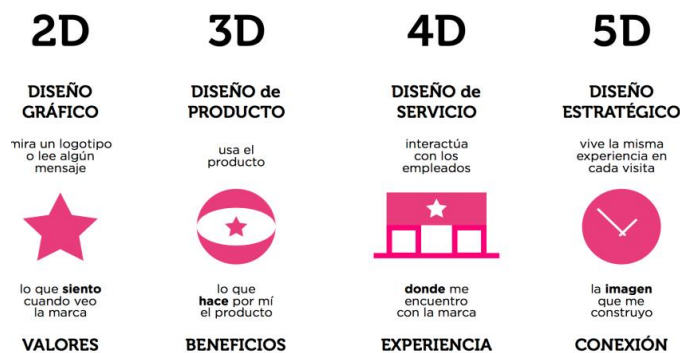 2D
DISEÑO
GRÁFICO
mira un logotipo
o lee algún
mensaje
lo que siento
cuando veo
la marca
VALORES
3D
DISEÑO de
PRODUCTO
usa el
producto
lo que
hace por mí
el producto
BENEFICIOS
4D
DISEÑO de
SERVICIO
interactúa
con los
empleados
donde me
encuentro
con la marca
EXPERIENCIA
5D
DISEÑO
ESTRATÉGICO
vive la misma
experiencia en
cada visita
la imagen
que me
construyo
CONEXIÓN